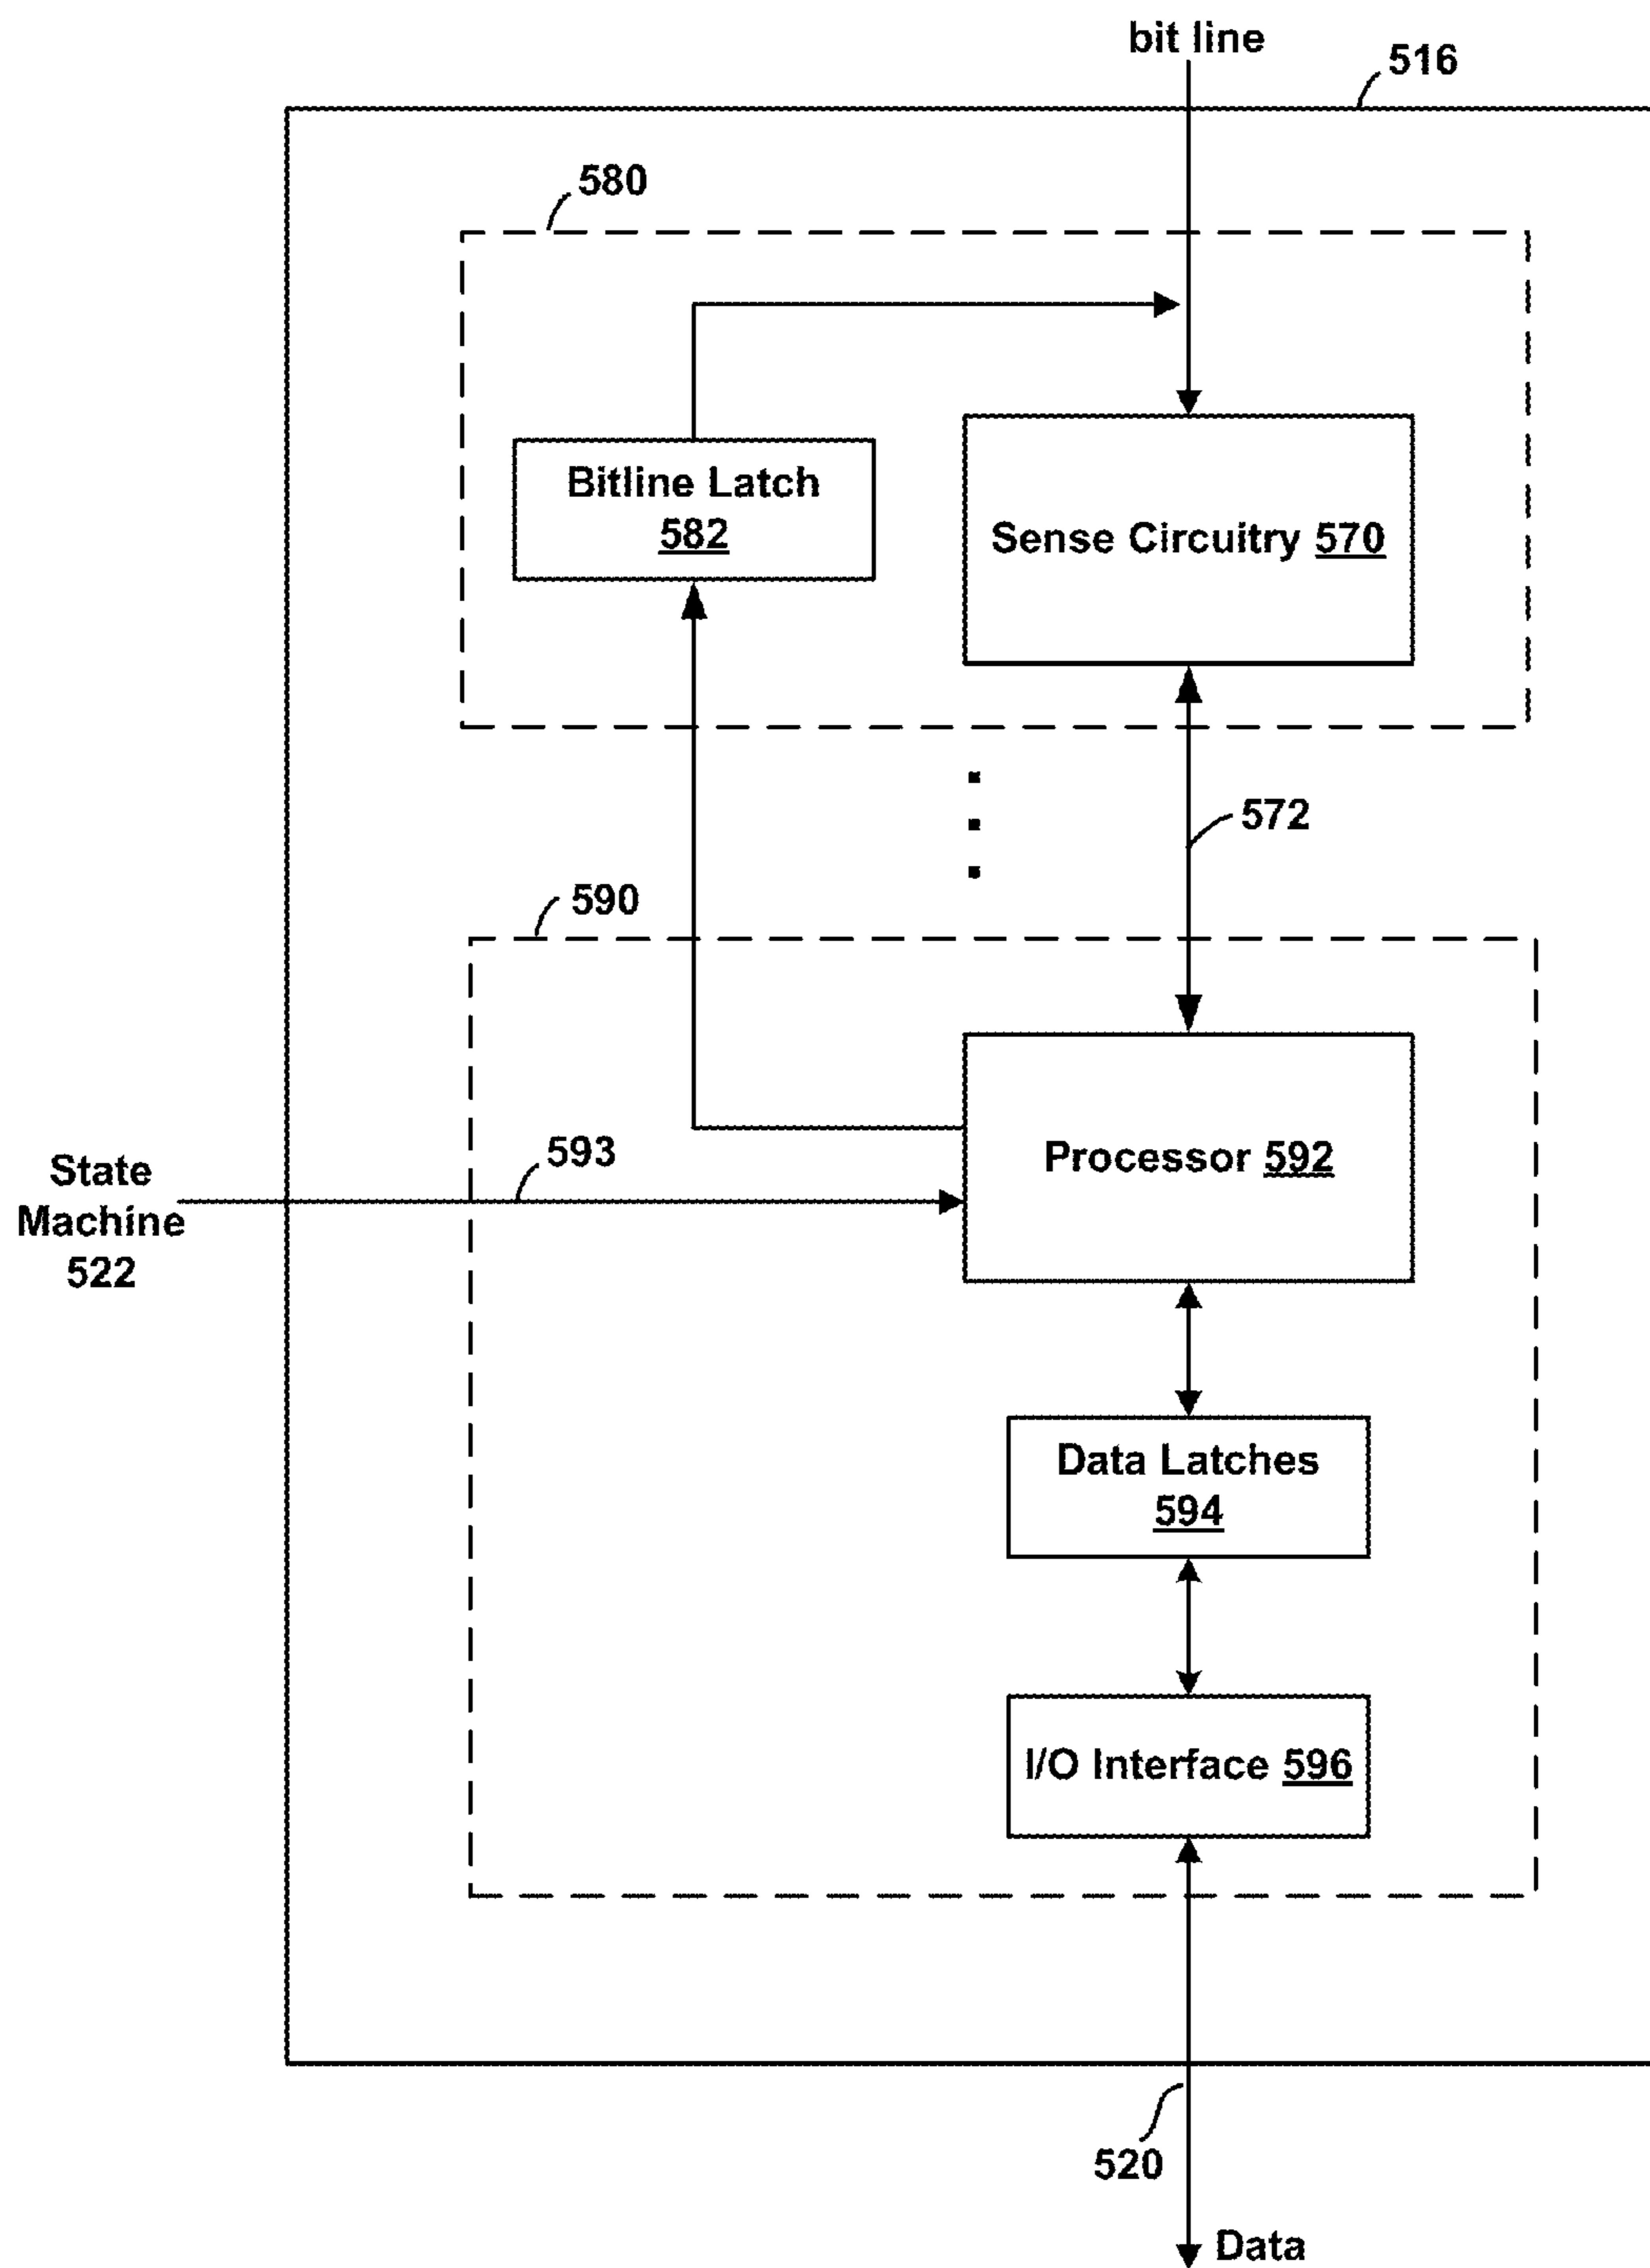 bit line
516
580
Bitline Latch
582
Sense Circuitry 570
572
590
593
State
Machine
522
Processor 592
Data Latches
594
I/O Interface 596
520
Data